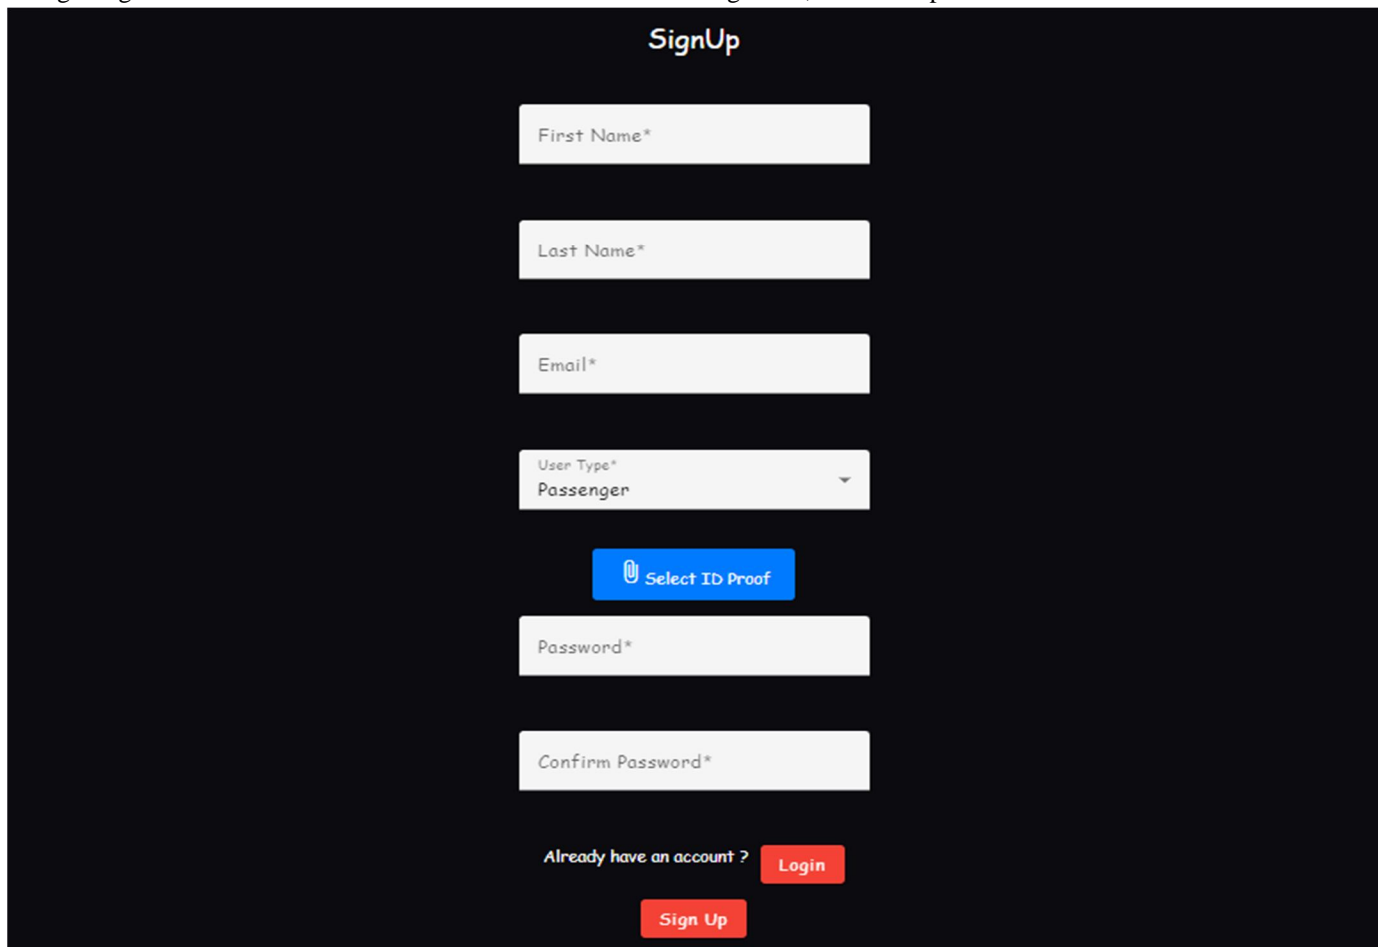 SignUp
First Name*
Last Name*
Email*
User Type*
Passenger
Select ID Proof
Password*
Confirm Password*
Already have an account ? Login
Sign Up